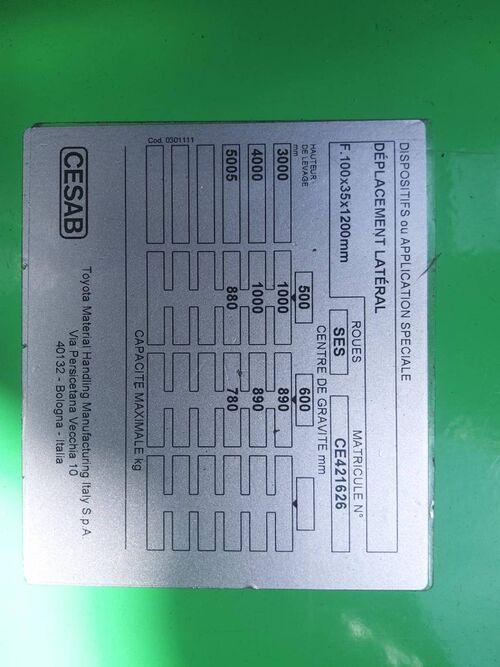 DISPOSITIFS ou APPLICATION SPECIALE
DÉPLACEMENT LATÉRAL
F.100x35x1200mm
ROUES
SES
MATRICULE N°
CE421626
HAUTEUR
DE LEVAGE
mm
CENTRE DE GRAVITE mm
500 600
3000 1000 890
4000 1000 890
5005 880 780
Cod. 0301111
CAPACITE MAXIMALE kg
CESAB
Toyota Material Handling Manufacturing Italy S.p.A
Via Persicetana Vecchia 10
40132 - Bologna - Italia